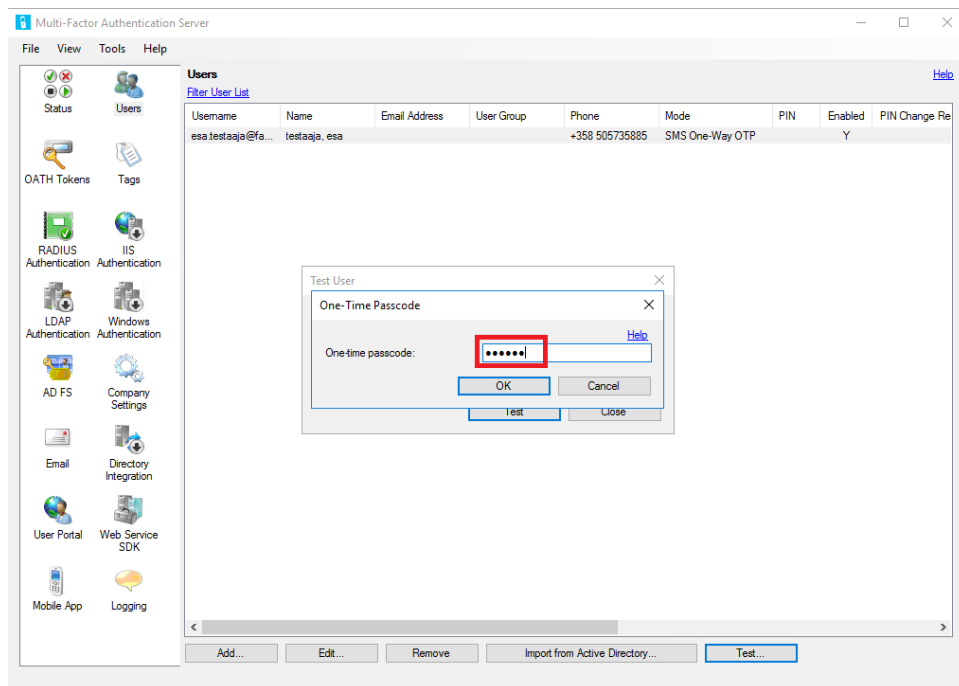 Multi-Factor Authentication Server
File View Tools Help
Status Users
OATH Tokens Tags
RADIUS Authentication IIS Authentication
LDAP Authentication Windows Authentication
AD FS Company Settings
Email Directory Integration
User Portal Web Service SDK
Mobile App Logging
Users Help
Filter User List
Username Name Email Address User Group Phone Mode PIN Enabled PIN Change Re
esa.testaaja@fa... testaaja, esa +358 505735885 SMS One-Way OTP Y
Test User
One-Time Passcode
Help
One-time passcode: ••••••
OK Cancel
Test Close
Add... Edit... Remove Import from Active Directory... Test...